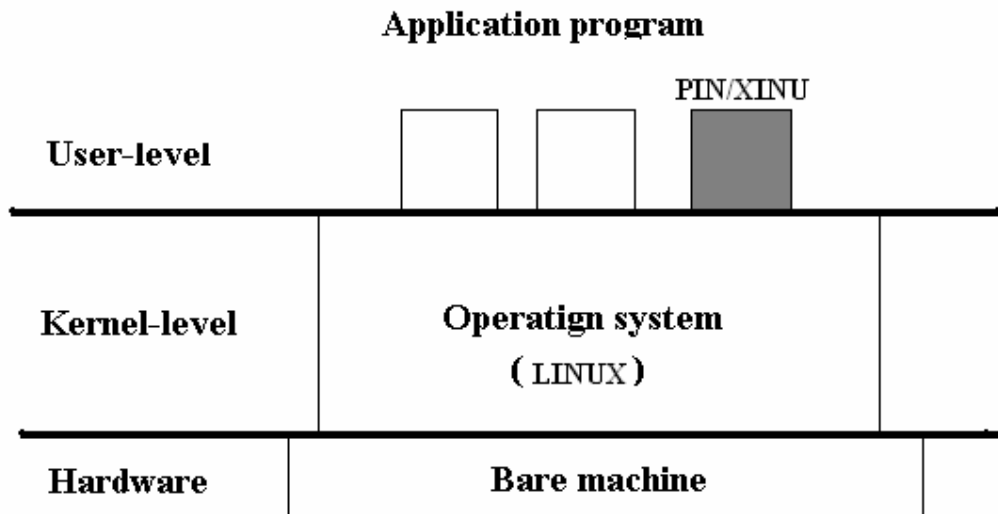 Application program
PIN/XINU
User-level
Kernel-level
Operatign system
( LINUX )
Hardware
Bare machine